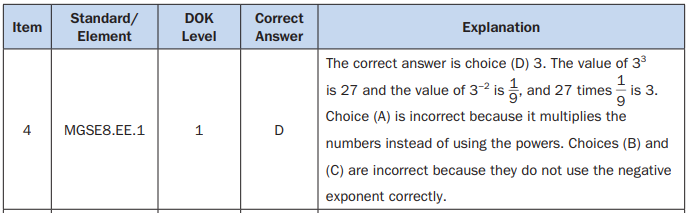 Item
Standard/
Element
DOK
Level
Correct
Answer
Explanation
4
MGSE8.EE.1
1
D
The correct answer is choice (D) 3. The value of 3³
is 27 and the value of 3⁻² is 1/9, and 27 times 1/9 is 3.
Choice (A) is incorrect because it multiplies the
numbers instead of using the powers. Choices (B) and
(C) are incorrect because they do not use the negative
exponent correctly.